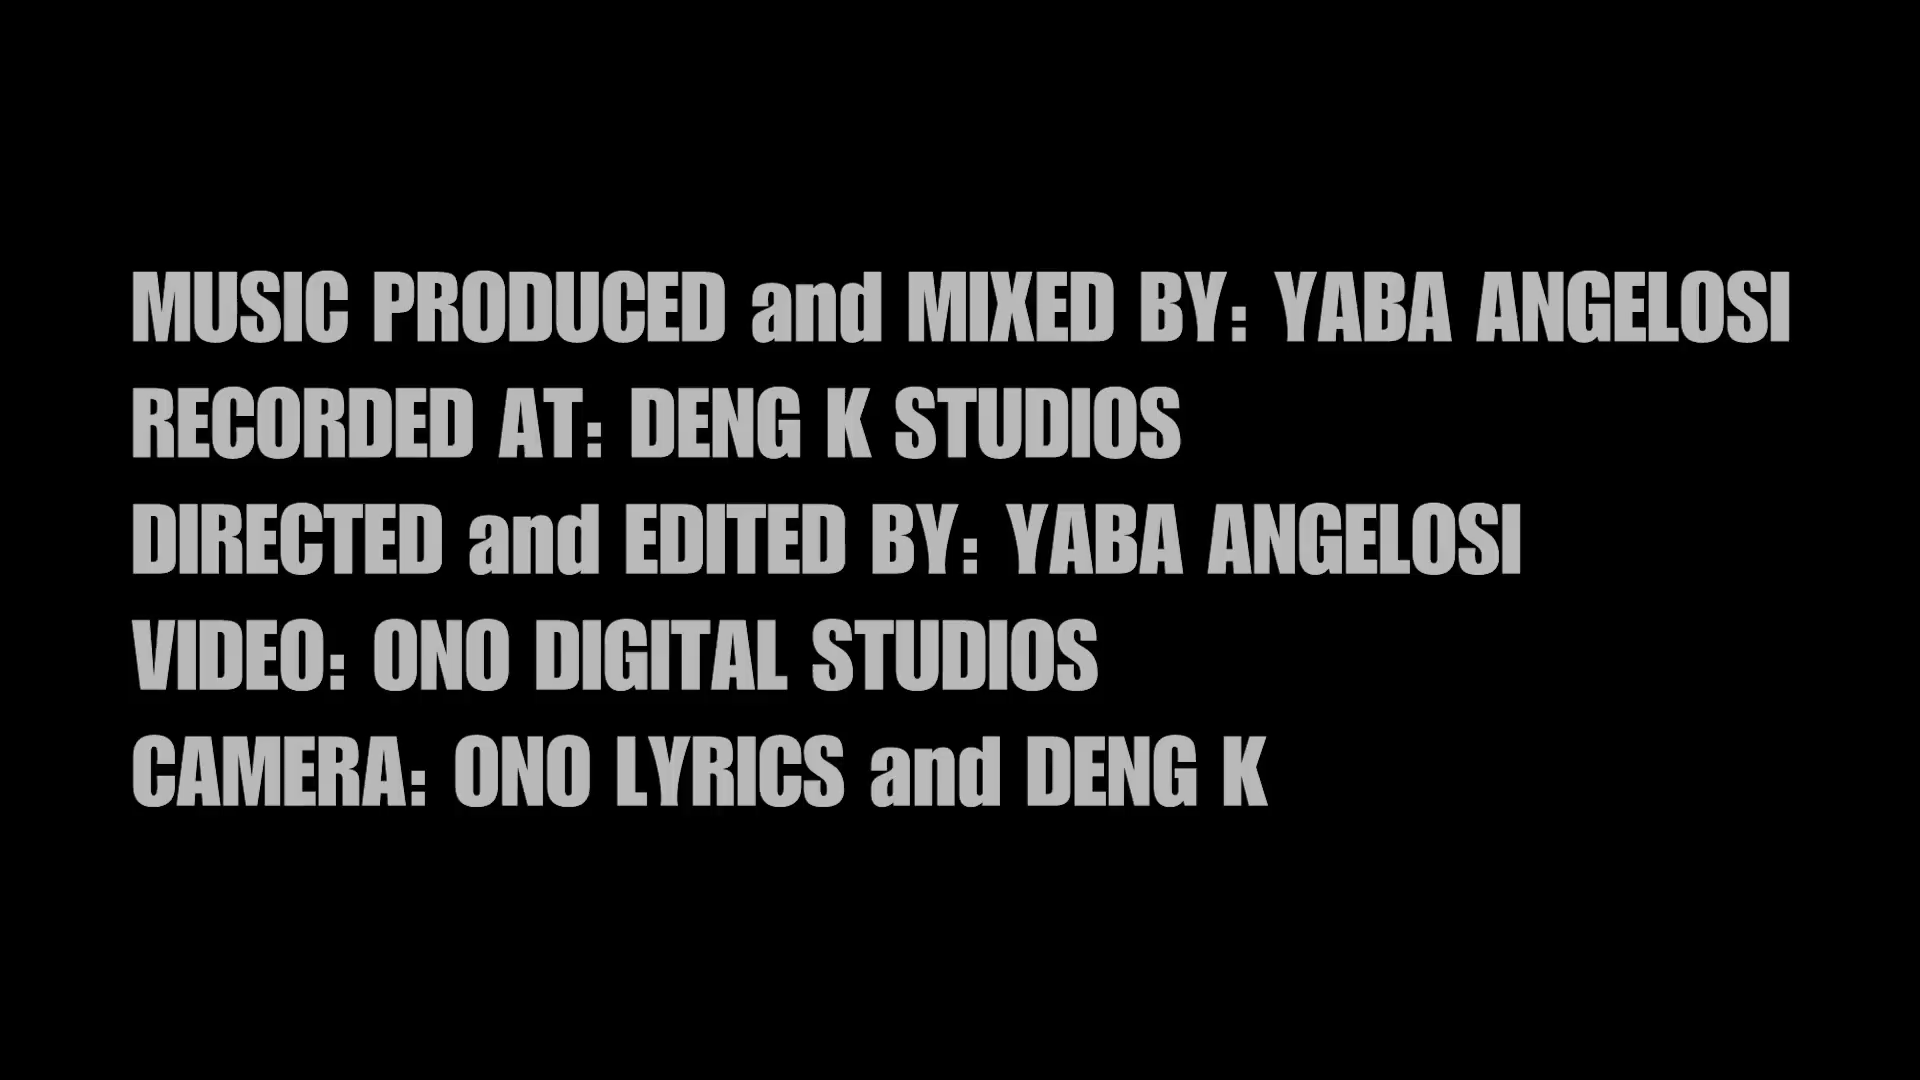 MUSIC PRODUCED and MIXED BY: YABA ANGELOSI
RECORDED AT: DENG K STUDIOS
DIRECTED and EDITED BY: YABA ANGELOSI
VIDEO: ONO DIGITAL STUDIOS
CAMERA: ONO LYRICS and DENG K